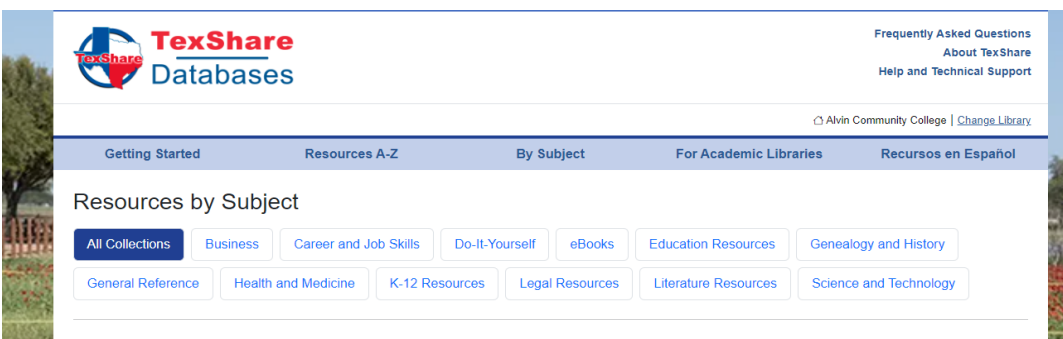 TexShare
TexShare
Databases
Frequently Asked Questions
About TexShare
Help and Technical Support
Alvin Community College | Change Library
Getting Started Resources A-Z By Subject For Academic Libraries Recursos en Español
Resources by Subject
All Collections Business Career and Job Skills Do-It-Yourself eBooks Education Resources Genealogy and History
General Reference Health and Medicine K-12 Resources Legal Resources Literature Resources Science and Technology